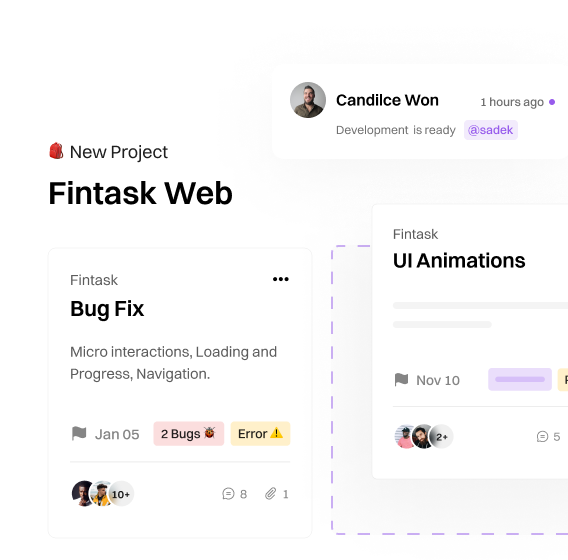 Candilce Won
1 hours ago
Development is ready @sadek
New Project
Fintask Web
Fintask
Bug Fix
Micro interactions, Loading and
Progress, Navigation.
Jan 05 2 Bugs Error
10+ 8 1
Fintask
UI Animations
Nov 10
2+ 5